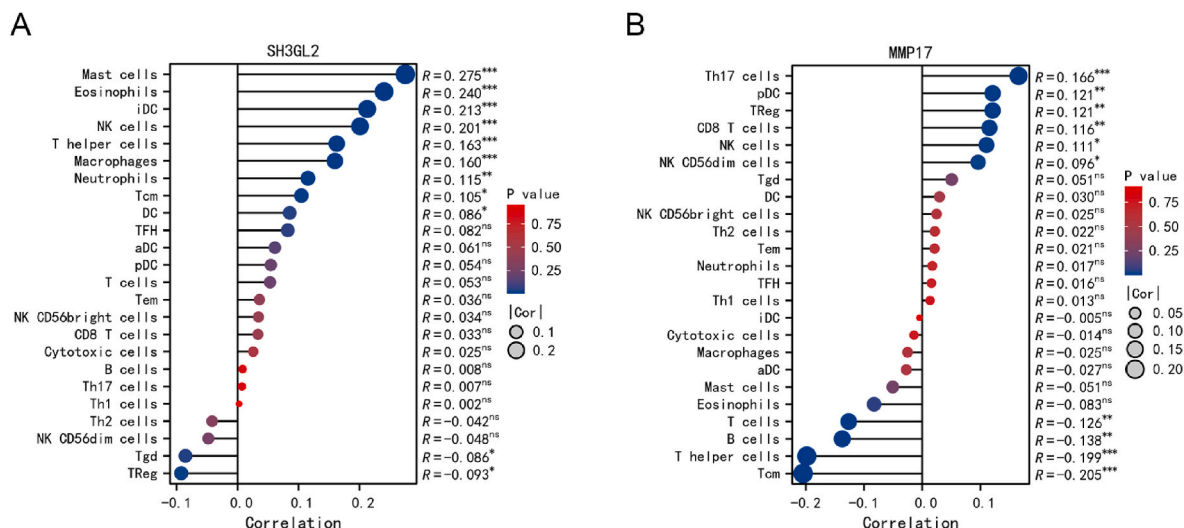 A
SH3GL2
Mast cells R=0.275***
Eosinophils R=0.240***
iDC R=0.213***
NK cells R=0.201***
T helper cells R=0.163***
Macrophages R=0.160***
Neutrophils R=0.115**
Tcm R=0.105*
DC R=0.086*
TFH R=0.082ns
aDC R=0.061ns
pDC R=0.054ns
T cells R=0.053ns
Tem R=0.036ns
NK CD56bright cells R=0.034ns
CD8 T cells R=0.033ns
Cytotoxic cells R=0.025ns
B cells R=0.008ns
Th17 cells R=0.007ns
Th1 cells R=0.002ns
Th2 cells R=-0.042ns
NK CD56dim cells R=-0.048ns
Tgd R=-0.086*
TReg R=-0.093*
-0.1 0.0 0.1 0.2
Correlation
P value
0.75
0.50
0.25
|Cor|
0.1
0.2
B
MMP17
Th17 cells R=0.166***
pDC R=0.121**
TReg R=0.121**
CD8 T cells R=0.116**
NK cells R=0.111*
NK CD56dim cells R=0.096*
Tgd R=0.051ns
DC R=0.030ns
NK CD56bright cells R=0.025ns
Th2 cells R=0.022ns
Tem R=0.021ns
Neutrophils R=0.017ns
TFH R=0.016ns
Th1 cells R=0.013ns
iDC R=-0.005ns
Cytotoxic cells R=-0.014ns
Macrophages R=-0.025ns
aDC R=-0.027ns
Mast cells R=-0.051ns
Eosinophils R=-0.083ns
T cells R=-0.126**
B cells R=-0.138**
T helper cells R=-0.199***
Tcm R=-0.205***
-0.2 -0.1 0.0 0.1
Correlation
P value
0.75
0.50
0.25
|Cor|
0.05
0.10
0.15
0.20